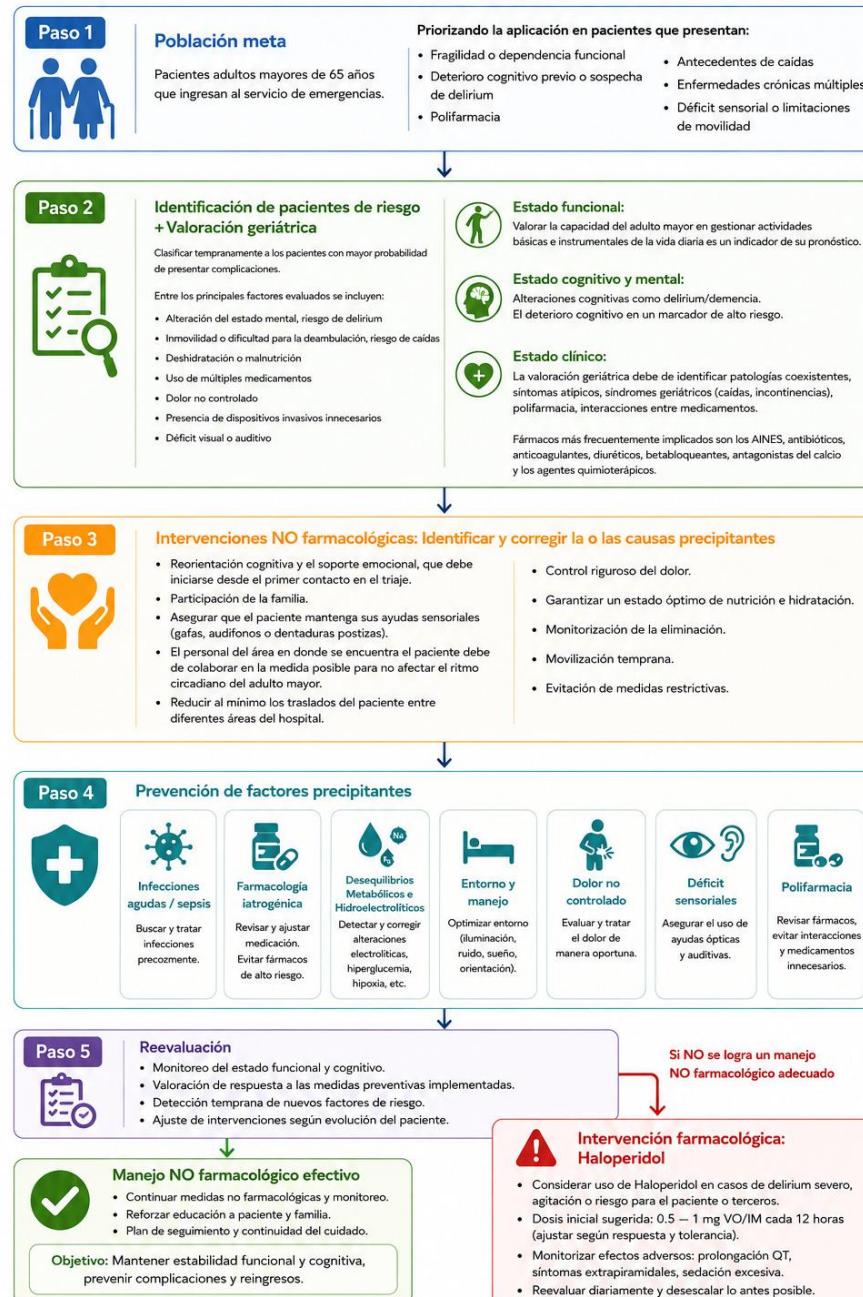 Paso 1
Población meta
Pacientes adultos mayores de 65 años
que ingresan al servicio de emergencias.
Priorizando la aplicación en pacientes que presentan:
• Fragilidad o dependencia funcional
• Deterioro cognitivo previo o sospecha
de delirium
• Polifarmacia
• Antecedentes de caídas
• Enfermedades crónicas múltiples
• Déficit sensorial o limitaciones
de movilidad
Paso 2
Identificación de pacientes de riesgo
+ Valoración geriátrica
Clasificar tempranamente a los pacientes con mayor probabilidad
de presentar complicaciones.
Entre los principales factores evaluados se incluyen:
• Alteración del estado mental, riesgo de delirium
• Inmovilidad o dificultad para la deambulación, riesgo de caídas
• Deshidratación o malnutrición
• Uso de múltiples medicamentos
• Dolor no controlado
• Presencia de dispositivos invasivos innecesarios
• Déficit visual o auditivo
Estado funcional:
Valorar la capacidad del adulto mayor en gestionar actividades
básicas e instrumentales de la vida diaria es un indicador de su pronóstico.
Estado cognitivo y mental:
Alteraciones cognitivas como delirium/demencia.
El deterioro cognitivo en un marcador de alto riesgo.
Estado clínico:
La valoración geriátrica debe de identificar patologías coexistentes,
síntomas atípicos, síndromes geriátricos (caídas, incontinencias),
polifarmacia, interacciones entre medicamentos.
Fármacos más frecuentemente implicados son los AINES, antibióticos,
anticoagulantes, diuréticos, betabloqueantes, antagonistas del calcio
y los agentes quimioterápicos.
Paso 3
Intervenciones NO farmacológicas: Identificar y corregir la o las causas precipitantes
• Reorientación cognitiva y el soporte emocional, que debe
iniciarse desde el primer contacto en el triaje.
• Participación de la familia.
• Asegurar que el paciente mantenga sus ayudas sensoriales
(gafas, audífonos o dentaduras postizas).
• El personal del área en donde se encuentra el paciente debe
de colaborar en la medida posible para no afectar el ritmo
circadiano del adulto mayor.
• Reducir al mínimo los traslados del paciente entre
diferentes áreas del hospital.
• Control riguroso del dolor.
• Garantizar un estado óptimo de nutrición e hidratación.
• Monitorización de la eliminación.
• Movilización temprana.
• Evitación de medidas restrictivas.
Paso 4
Prevención de factores precipitantes
Infecciones
agudas / sepsis
Buscar y tratar
infecciones
precozmente.
Farmacología
iatrogénica
Revisar y ajustar
medicación.
Evitar fármacos
de alto riesgo.
Na
Desequilibrios
Metabólicos e
Hidroelectrolíticos
Detectar y corregir
alteraciones
electrolíticas,
hiperglucemia,
hipoxia, etc.
Entorno y
manejo
Optimizar entorno
(iluminación,
ruido, sueño,
orientación).
Dolor no
controlado
Evaluar y tratar
el dolor de
manera oportuna.
Déficit
sensoriales
Asegurar el uso de
ayudas ópticas
y auditivas.
Polifarmacia
Revisar fármacos,
evitar interacciones
y medicamentos
innecesarios.
Paso 5
Reevaluación
• Monitoreo del estado funcional y cognitivo.
• Valoración de respuesta a las medidas preventivas implementadas.
• Detección temprana de nuevos factores de riesgo.
• Ajuste de intervenciones según evolución del paciente.
Si NO se logra un manejo
NO farmacológico adecuado
Manejo NO farmacológico efectivo
• Continuar medidas no farmacológicas y monitoreo.
• Reforzar educación a paciente y familia.
• Plan de seguimiento y continuidad del cuidado.
Objetivo: Mantener estabilidad funcional y cognitiva,
prevenir complicaciones y reingresos.
Intervención farmacológica:
Haloperidol
• Considerar uso de Haloperidol en casos de delirium severo,
agitación o riesgo para el paciente o terceros.
• Dosis inicial sugerida: 0.5 – 1 mg VO/IM cada 12 horas
(ajustar según respuesta y tolerancia).
• Monitorizar efectos adversos: prolongación QT,
síntomas extrapiramidales, sedación excesiva.
• Reevaluar diariamente y desescalar lo antes posible.